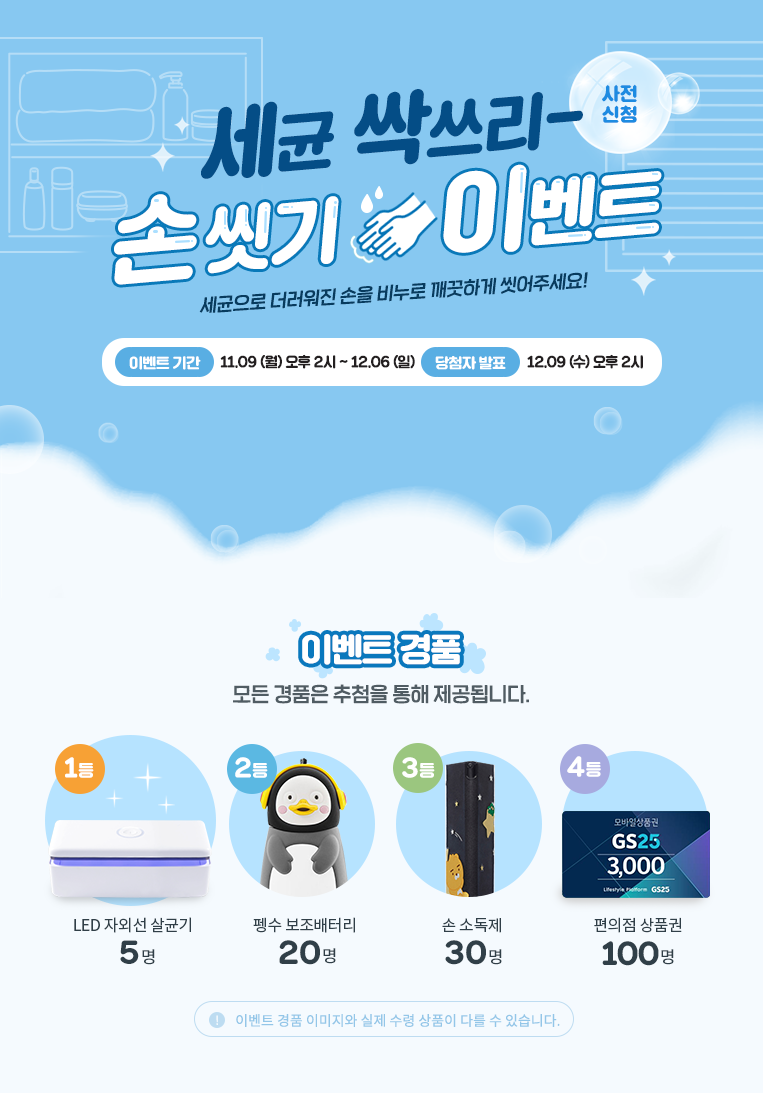 사전
신청
세균 싹쓰리-
손씻기 이벤트
세균으로 더러워진 손을 비누로 깨끗하게 씻어주세요!
이벤트 기간 11.09 (월) 오후 2시 ~ 12.06 (일) 당첨자 발표 12.09 (수) 오후 2시
이벤트 경품
모든 경품은 추첨을 통해 제공됩니다.
1등
LED 자외선 살균기
5명
2등
펭수 보조배터리
20명
3등
손 소독제
30명
4등
모바일상품권
GS25
3,000
Lifestyle Platform GS25
편의점 상품권
100명
! 이벤트 경품 이미지와 실제 수령 상품이 다를 수 있습니다.